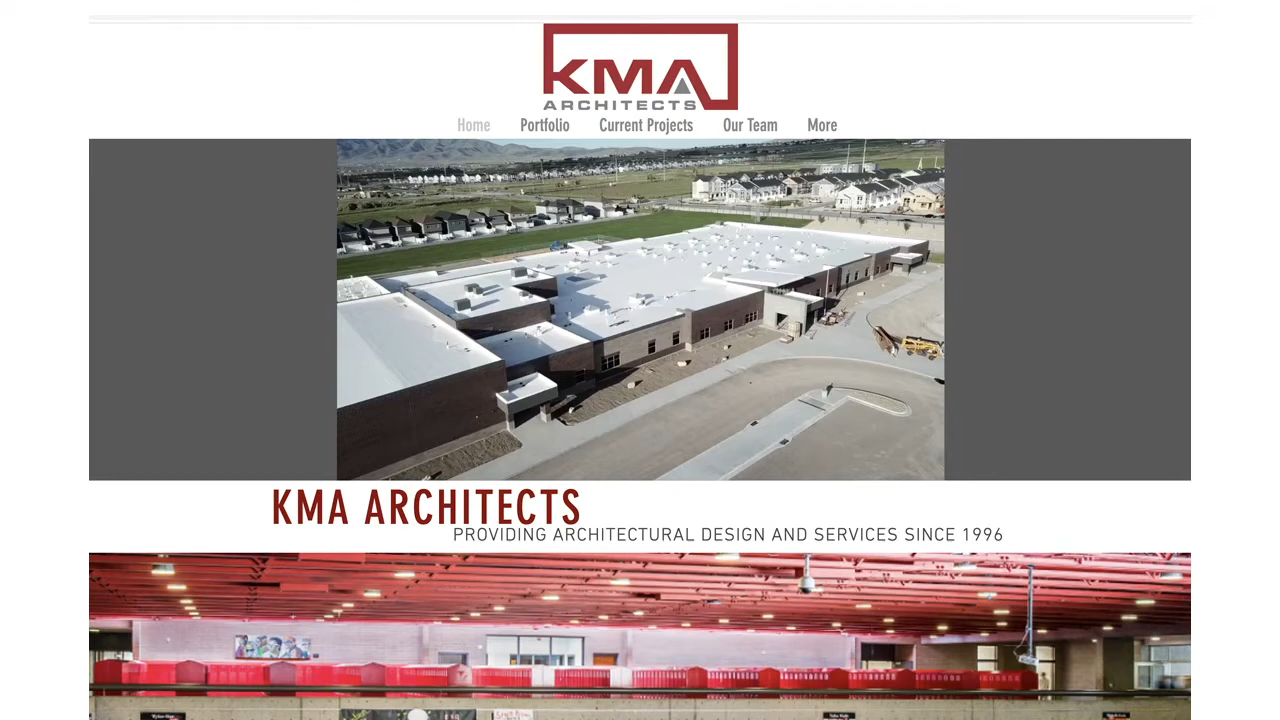 KMA
ARCHITECTS
Home Portfolio Current Projects Our Team More
KMA ARCHITECTS
PROVIDING ARCHITECTURAL DESIGN AND SERVICES SINCE 1996